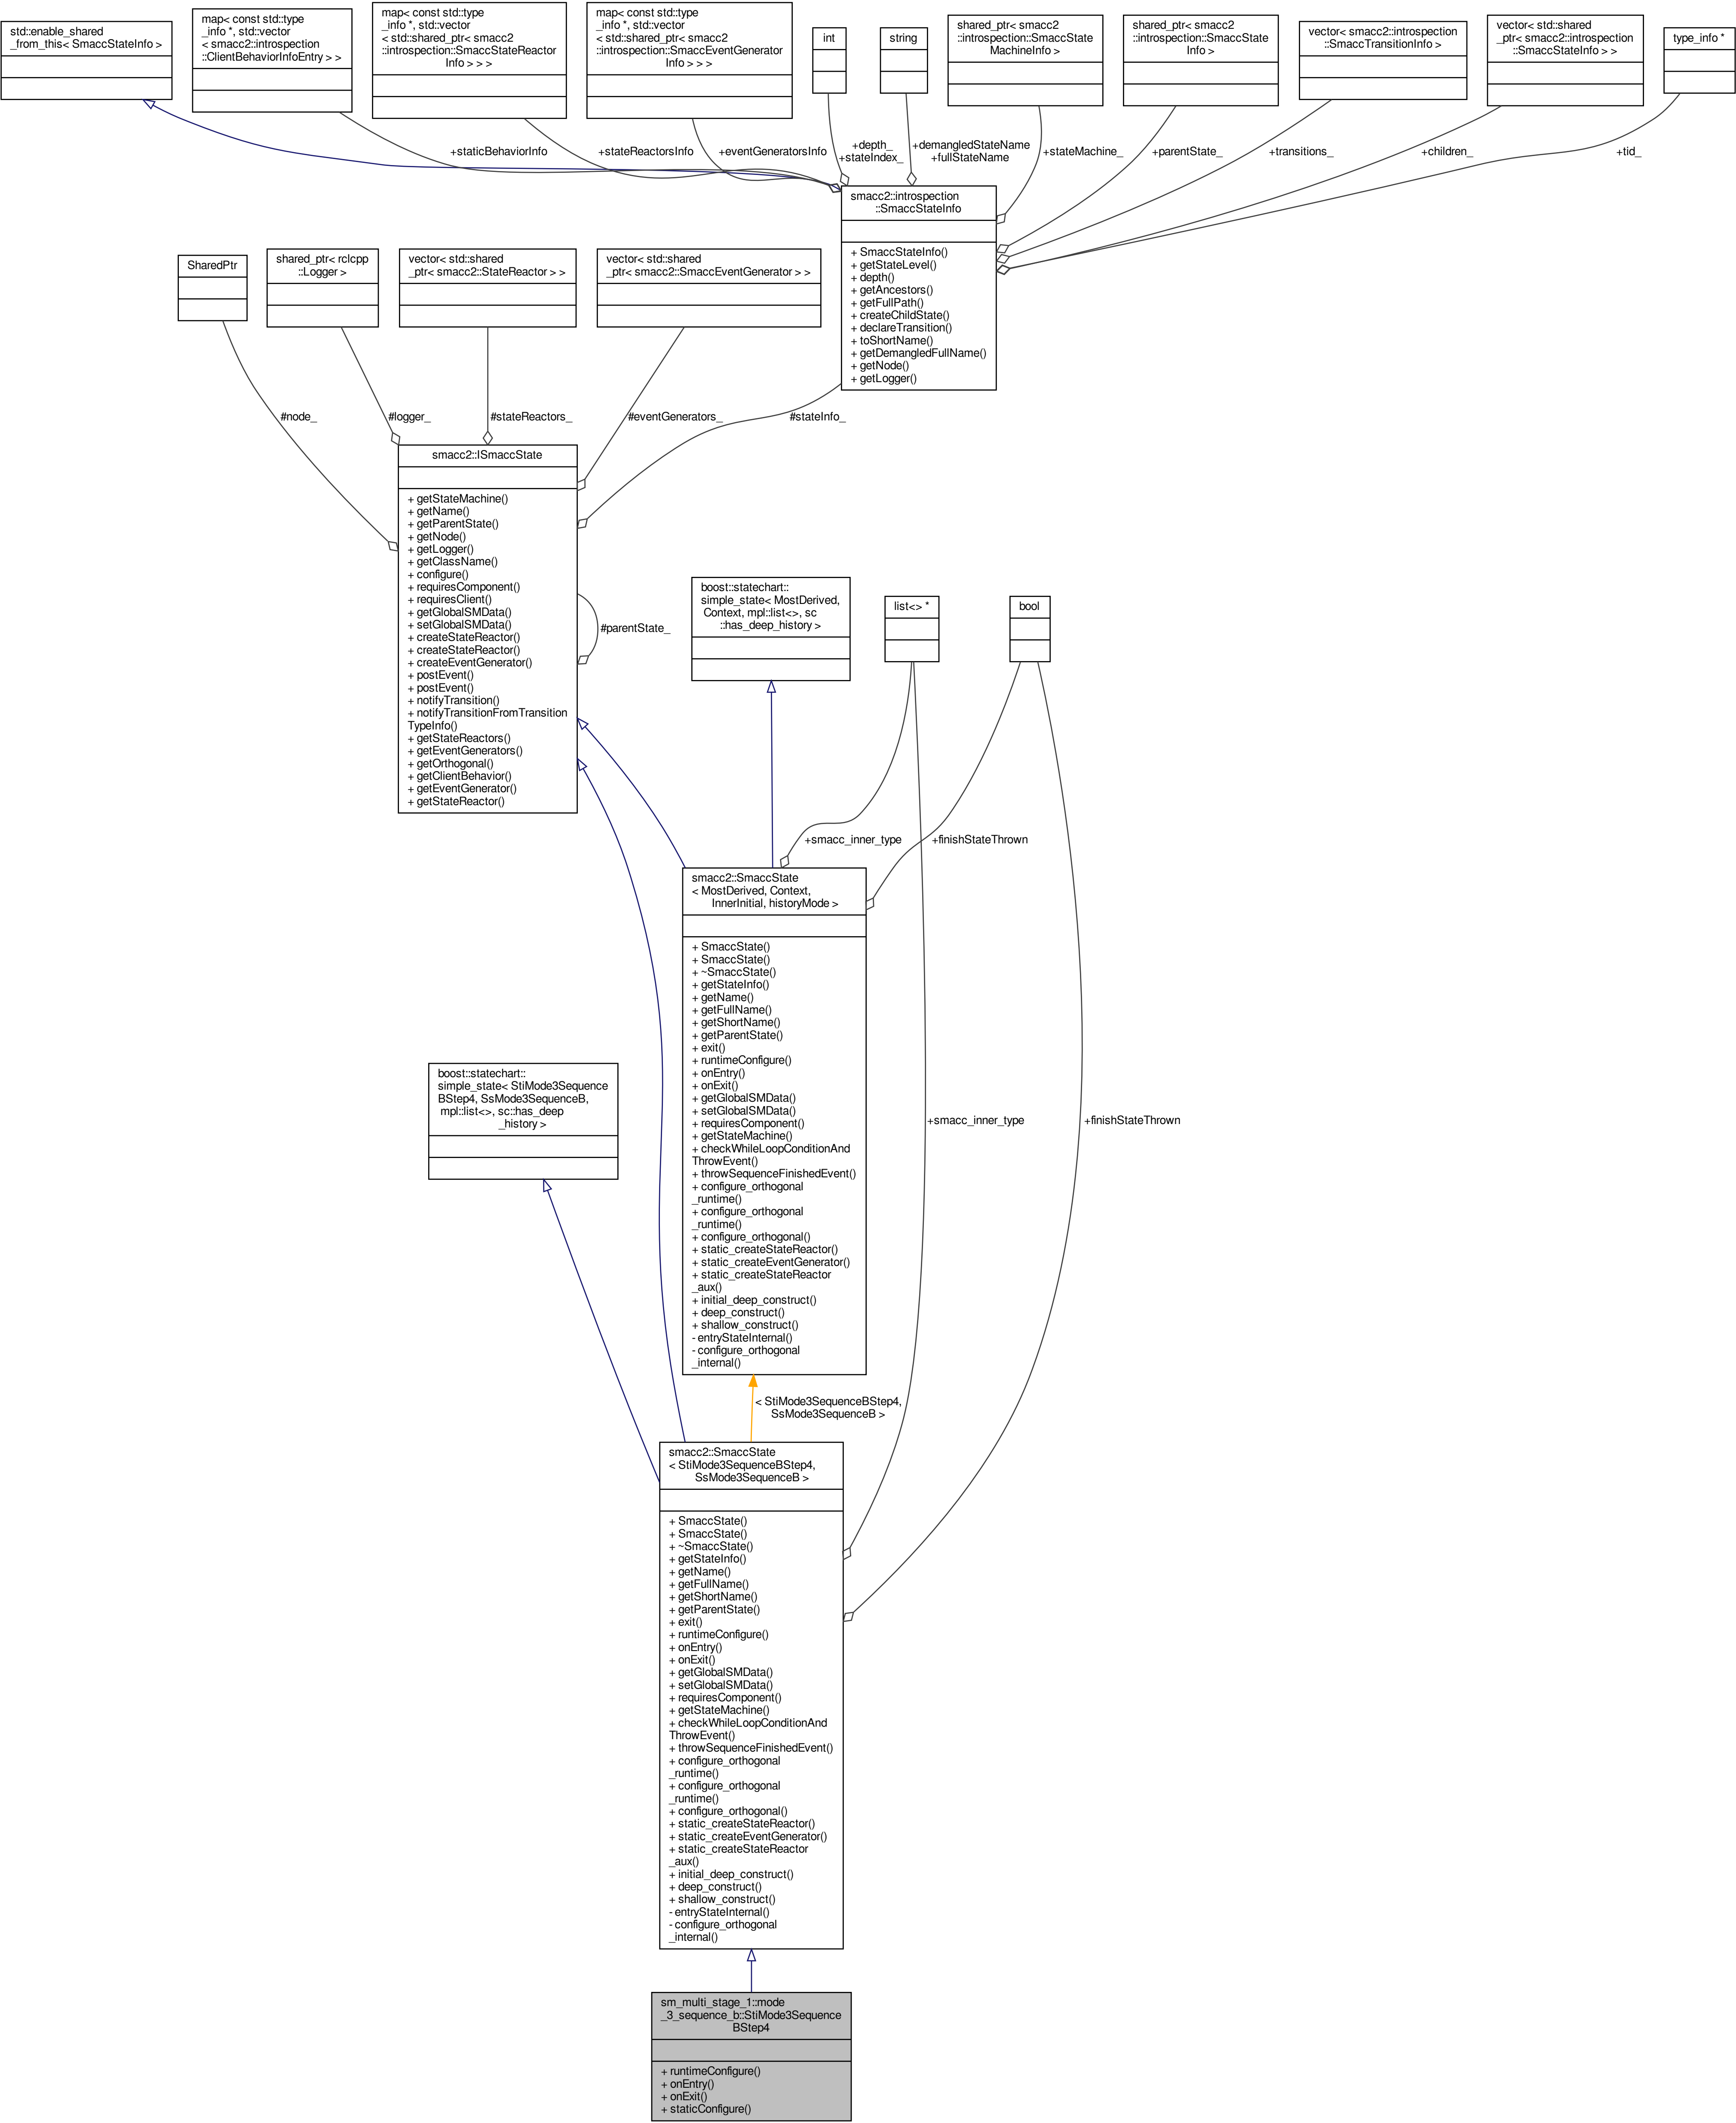 std::enable_shared
_from_this< SmaccStateInfo >
map< const std::type
_info *, std::vector
< smacc2::introspection
::ClientBehaviorInfoEntry > >
map< const std::type
_info *, std::vector
< std::shared_ptr< smacc2
::introspection::SmaccStateReactor
Info > > >
map< const std::type
_info *, std::vector
< std::shared_ptr< smacc2
::introspection::SmaccEventGenerator
Info > > >
int
string
shared_ptr< smacc2
::introspection::SmaccState
MachineInfo >
shared_ptr< smacc2
::introspection::SmaccState
Info >
vector< smacc2::introspection
::SmaccTransitionInfo >
vector< std::shared
_ptr< smacc2::introspection
::SmaccStateInfo > >
type_info *
+staticBehaviorInfo
+stateReactorsInfo
+eventGeneratorsInfo
+depth_
+stateIndex_
+demangledStateName
+fullStateName
+stateMachine_
+parentState_
+transitions_
+children_
+tid_
smacc2::introspection
::SmaccStateInfo
+ SmaccStateInfo()
+ getStateLevel()
+ depth()
+ getAncestors()
+ getFullPath()
+ createChildState()
+ declareTransition()
+ toShortName()
+ getDemangledFullName()
+ getNode()
+ getLogger()
SharedPtr
shared_ptr< rclcpp
::Logger >
vector< std::shared
_ptr< smacc2::StateReactor > >
vector< std::shared
_ptr< smacc2::SmaccEventGenerator > >
#node_
#logger_
#stateReactors_
#eventGenerators_
#stateInfo_
smacc2::ISmaccState
+ getStateMachine()
+ getName()
+ getParentState()
+ getNode()
+ getLogger()
+ getClassName()
+ configure()
+ requiresComponent()
+ requiresClient()
+ getGlobalSMData()
+ setGlobalSMData()
+ createStateReactor()
+ createStateReactor()
+ createEventGenerator()
+ postEvent()
+ postEvent()
+ notifyTransition()
+ notifyTransitionFromTransition
TypeInfo()
+ getStateReactors()
+ getEventGenerators()
+ getOrthogonal()
+ getClientBehavior()
+ getEventGenerator()
+ getStateReactor()
#parentState_
boost::statechart::
simple_state< MostDerived,
Context, mpl::list<>, sc
::has_deep_history >
list<> *
bool
+smacc_inner_type
+finishStateThrown
smacc2::SmaccState
< MostDerived, Context,
InnerInitial, historyMode >
+ SmaccState()
+ SmaccState()
+ ~SmaccState()
+ getStateInfo()
+ getName()
+ getFullName()
+ getShortName()
+ getParentState()
+ exit()
+ runtimeConfigure()
+ onEntry()
+ onExit()
+ getGlobalSMData()
+ setGlobalSMData()
+ requiresComponent()
+ getStateMachine()
+ checkWhileLoopConditionAnd
ThrowEvent()
+ throwSequenceFinishedEvent()
+ configure_orthogonal
_runtime()
+ configure_orthogonal
_runtime()
+ configure_orthogonal()
+ static_createStateReactor()
+ static_createEventGenerator()
+ static_createStateReactor
_aux()
+ initial_deep_construct()
+ deep_construct()
+ shallow_construct()
- entryStateInternal()
- configure_orthogonal
_internal()
boost::statechart::
simple_state< StiMode3Sequence
BStep4, SsMode3SequenceB,
mpl::list<>, sc::has_deep
_history >
+smacc_inner_type
+finishStateThrown
< StiMode3SequenceBStep4,
SsMode3SequenceB >
smacc2::SmaccState
< StiMode3SequenceBStep4,
SsMode3SequenceB >
+ SmaccState()
+ SmaccState()
+ ~SmaccState()
+ getStateInfo()
+ getName()
+ getFullName()
+ getShortName()
+ getParentState()
+ exit()
+ runtimeConfigure()
+ onEntry()
+ onExit()
+ getGlobalSMData()
+ setGlobalSMData()
+ requiresComponent()
+ getStateMachine()
+ checkWhileLoopConditionAnd
ThrowEvent()
+ throwSequenceFinishedEvent()
+ configure_orthogonal
_runtime()
+ configure_orthogonal
_runtime()
+ configure_orthogonal()
+ static_createStateReactor()
+ static_createEventGenerator()
+ static_createStateReactor
_aux()
+ initial_deep_construct()
+ deep_construct()
+ shallow_construct()
- entryStateInternal()
- configure_orthogonal
_internal()
sm_multi_stage_1::mode
_3_sequence_b::StiMode3Sequence
BStep4
+ runtimeConfigure()
+ onEntry()
+ onExit()
+ staticConfigure()